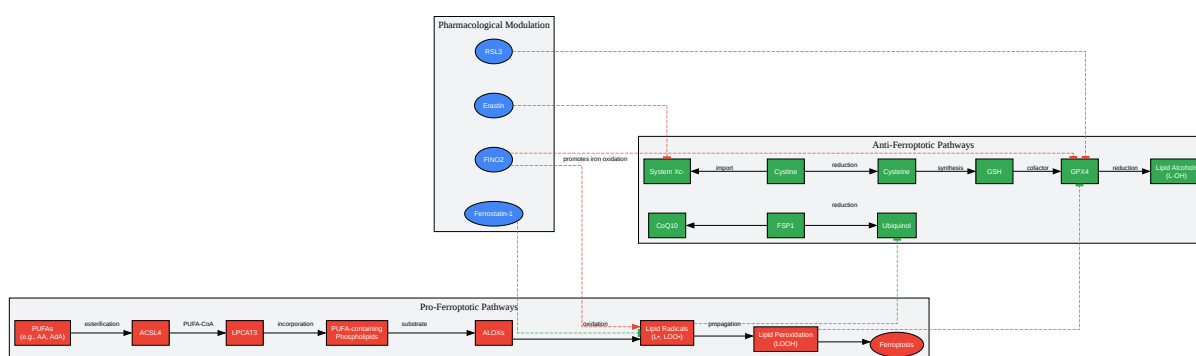 Pharmacological Modulation
RSL3
Erastin
FINO2
promotes iron oxidation
Ferrostatin-1
Anti-Ferroptotic Pathways
System Xc-
import
Cystine
reduction
Cysteine
synthesis
GSH
cofactor
GPX4
reduction
Lipid Alcohols
(L-OH)
CoQ10
FSP1
reduction
Ubiquinol
Pro-Ferroptotic Pathways
PUFAs
(e.g., AA, AdA)
esterification
ACSL4
PUFA-CoA
LPCAT3
incorporation
PUFA-containing
Phospholipids
substrate
ALOXs
oxidation
Lipid Radicals
(L•, LOO•)
propagation
Lipid Peroxidation
(LOOH)
Ferroptosis